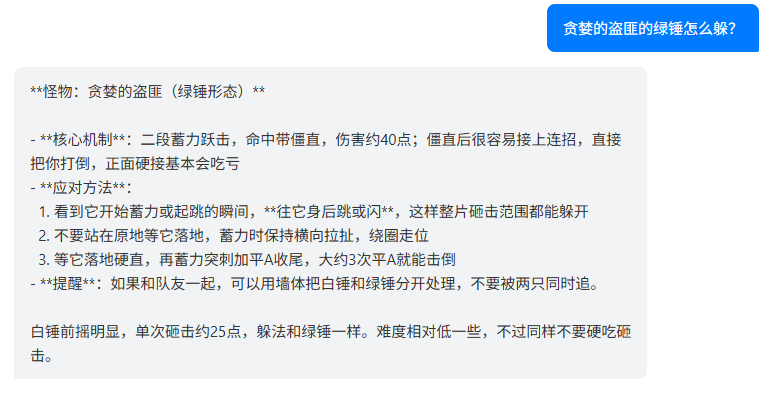 贪婪的盗匪的绿锤怎么躲？
**怪物：贪婪的盗匪（绿锤形态）**
- **核心机制**：二段蓄力跃击，命中带僵直，伤害约40点；僵直后很容易接上连招，直接
把你打倒，正面硬接基本会吃亏
- **应对方法**：
1. 看到它开始蓄力或起跳的瞬间，**往它身后跳或闪**，这样整片砸击范围都能躲开
2. 不要站在原地等它落地，蓄力时保持横向拉扯，绕圈走位
3. 等它落地硬直，再蓄力突刺加平A收尾，大约3次平A就能击倒
- **提醒**：如果和队友一起，可以用墙体把白锤和绿锤分开处理，不要被两只同时追。
白锤前摇明显，单次砸击约25点，躲法和绿锤一样。难度相对低一些，不过同样不要硬吃砸
击。